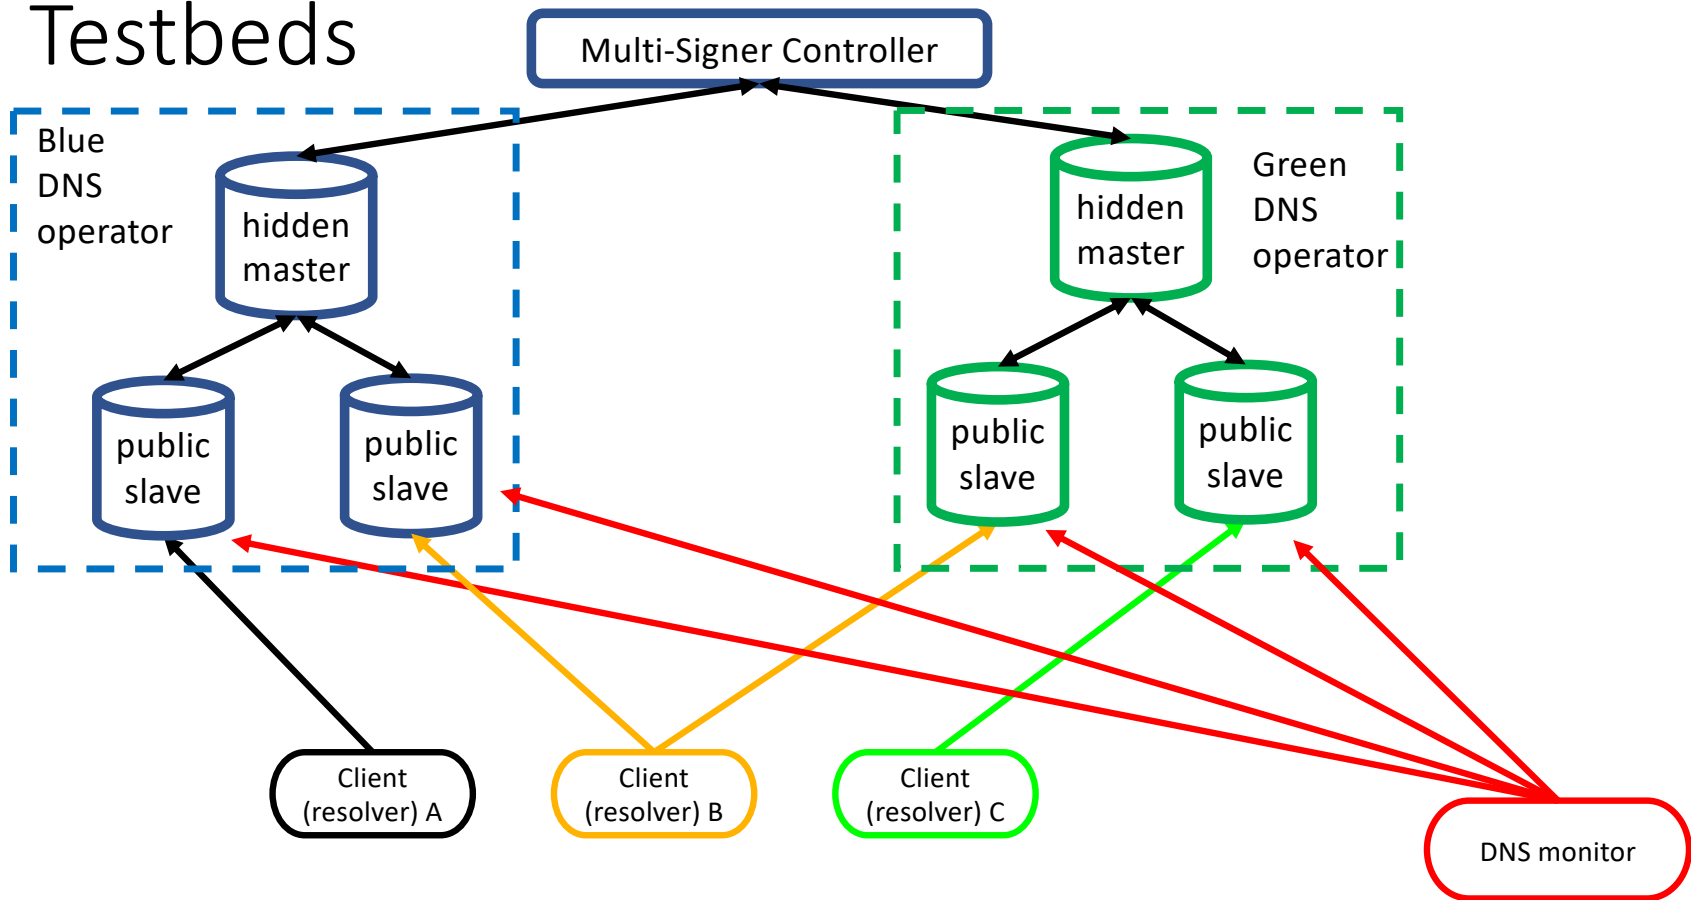 Testbeds
Multi-Signer Controller
Blue
DNS
operator
hidden
master
public
slave
public
slave
Green
DNS
operator
hidden
master
public
slave
public
slave
Client
(resolver) A
Client
(resolver) B
Client
(resolver) C
DNS monitor